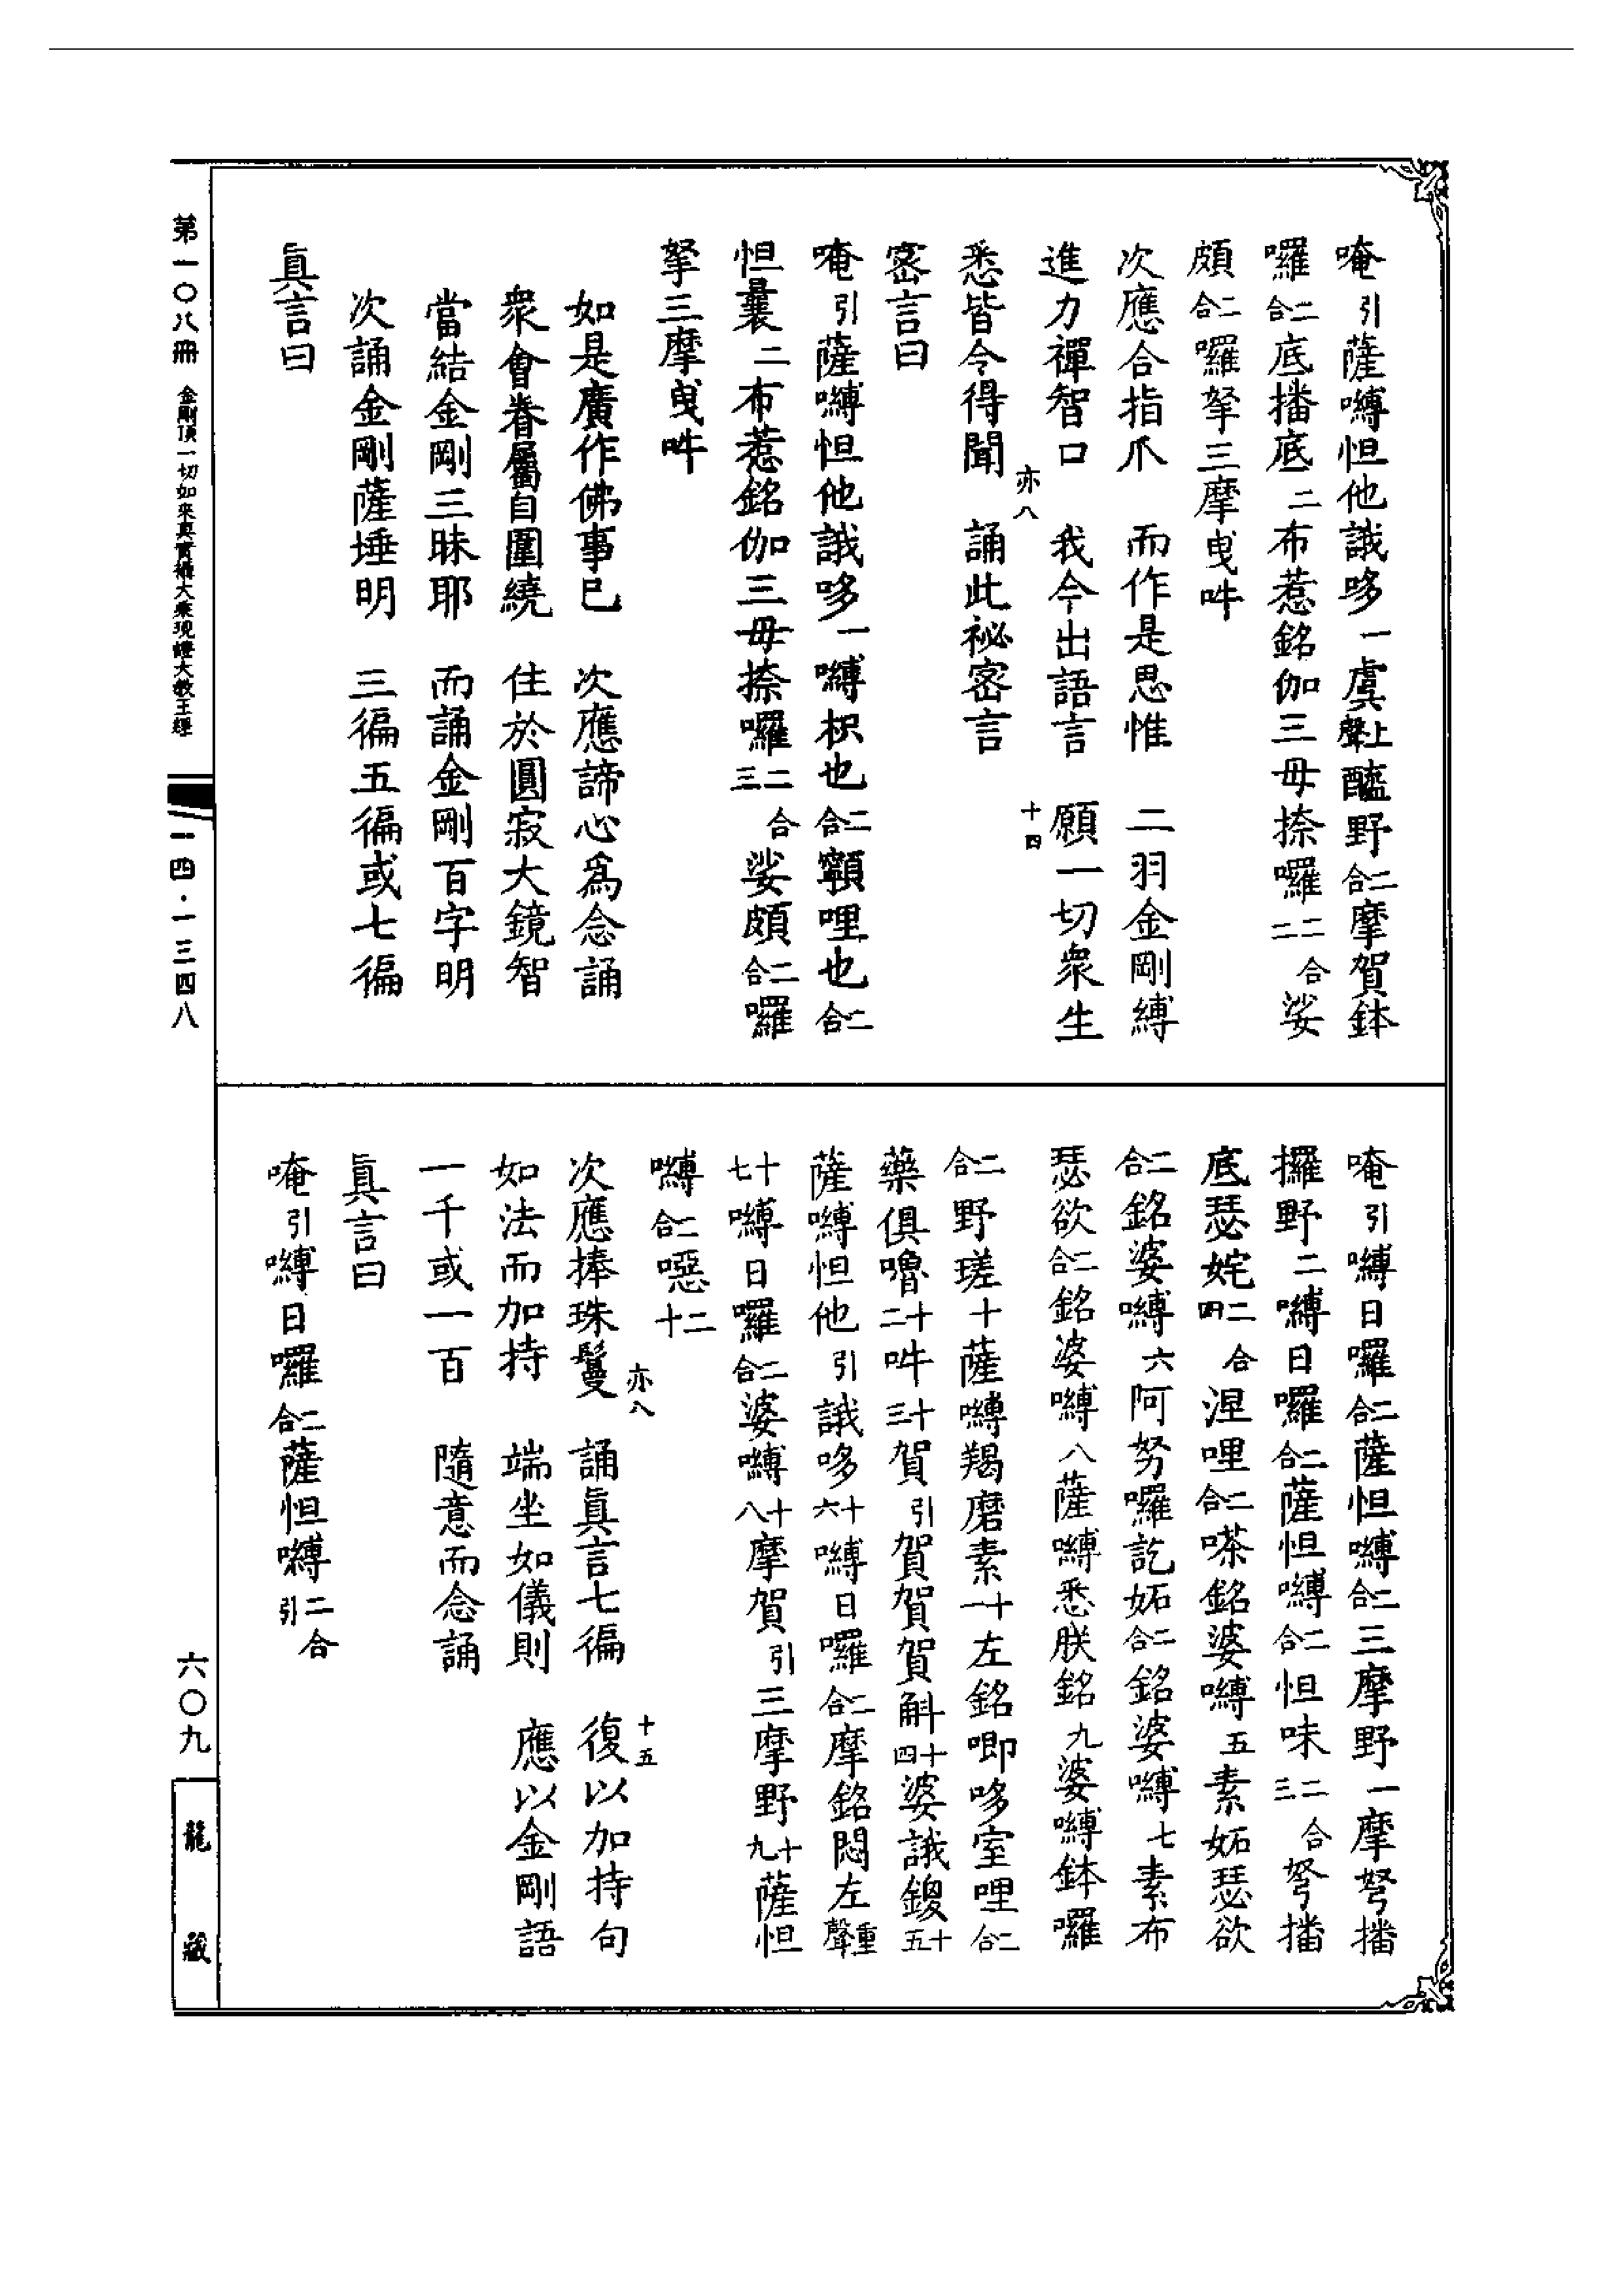 唵引薩嚩怛他誐哆一虞上聲醯野二合摩賀鉢
囉二合底播底二布惹銘伽三毋捺囉二合二娑
頗二合囉拏三摩曳吽
次應合指爪　而作是思惟　二羽金剛縛
進力禪智口　我今出語言　願一切衆生
悉皆令得聞　誦此祕密言
亦八
十四
密言曰
唵引薩嚩怛他誐哆一嚩枳也二合顐哩也二合
怛曩二布惹銘伽三毋捺囉二合三娑頗二合囉
拏三摩曳吽
如是廣作佛事已　次應諦心爲念誦
衆會眷屬自圍繞　住於圓寂大鏡智
當結金剛三昧耶　而誦金剛百字明
次誦金剛薩埵明　三徧五徧或七徧
眞言曰
唵引嚩日囉二合薩怛嚩二合三摩野一摩弩播
攞野二嚩日囉二合薩怛嚩二合怛味二合三弩播
底瑟姹二合四涅哩二合嗏銘婆嚩五素妬瑟欲
二合銘婆嚩六阿努囉訖妬二合銘婆嚩七素布
瑟欲二合銘婆嚩八薩嚩悉朕銘九婆嚩鉢囉
二合野瑳十薩嚩羯磨素十一左銘唧哆室哩二合
藥俱嚕十二吽十三賀引賀賀賀斛十四婆誐鑁十五
薩嚩怛他引誐哆十六嚩日囉二合摩銘悶左重聲
十七嚩日囉二合婆嚩十八摩賀引三摩野十九薩怛
嚩二合噁二十
次應捧珠鬘　誦眞言七徧　復以加持句
亦八
十五
如法而加持　端坐如儀則　應以金剛語
一千或一百　隨意而念誦
眞言曰
唵引嚩日囉二合薩怛嚩二合引
第一〇八冊　金剛頂一切如來眞實攝大乘現證大教王經
一四·一三四八
六〇九
龍藏